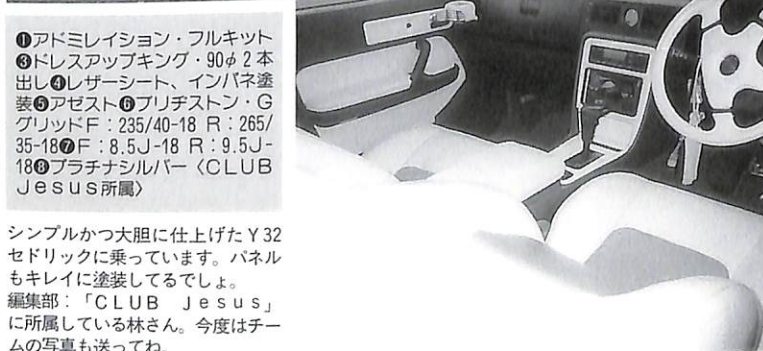 ❶アドミレイション・フルキット
❸ドレスアップキング・90φ2本
出し❹レザーシート、インパネ塗
装❺アゼスト❻ブリヂストン・G
グリッドF:235/40-18 R:265/
35-18❼F:8.5J-18 R:9.5J-
18❽プラチナシルバー〈CLUB
Jesus所属〉
シンプルかつ大胆に仕上げたY32
セドリックに乗っています。パネル
もキレイに塗装してるでしょ。
編集部:「CLUB Jesus」
に所属している林さん。今度はチー
ムの写真も送ってね。